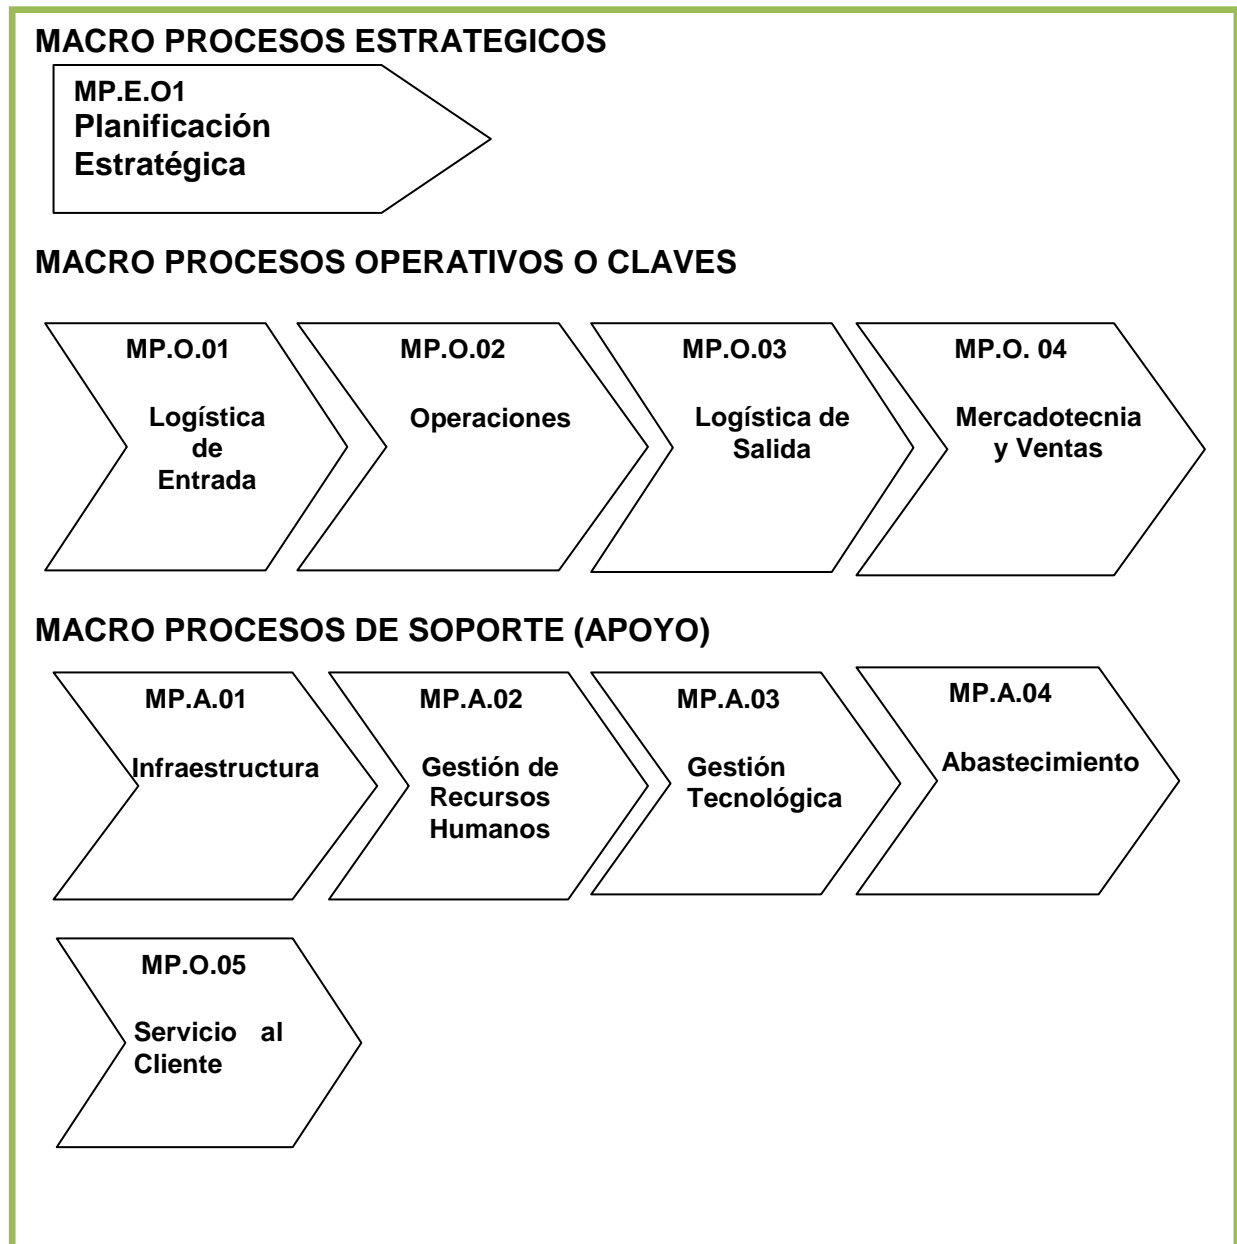 MACRO PROCESOS ESTRATEGICOS
MP.E.O1
Planificación
Estratégica
MACRO PROCESOS OPERATIVOS O CLAVES
MP.O.01
Logística
de
Entrada
MP.O.02
Operaciones
MP.O.03
Logística de
Salida
MP.O. 04
Mercadotecnia
y Ventas
MACRO PROCESOS DE SOPORTE (APOYO)
MP.A.01
Infraestructura
MP.A.02
Gestión de
Recursos
Humanos
MP.A.03
Gestión
Tecnológica
MP.A.04
Abastecimiento
MP.O.05
Servicio al
Cliente